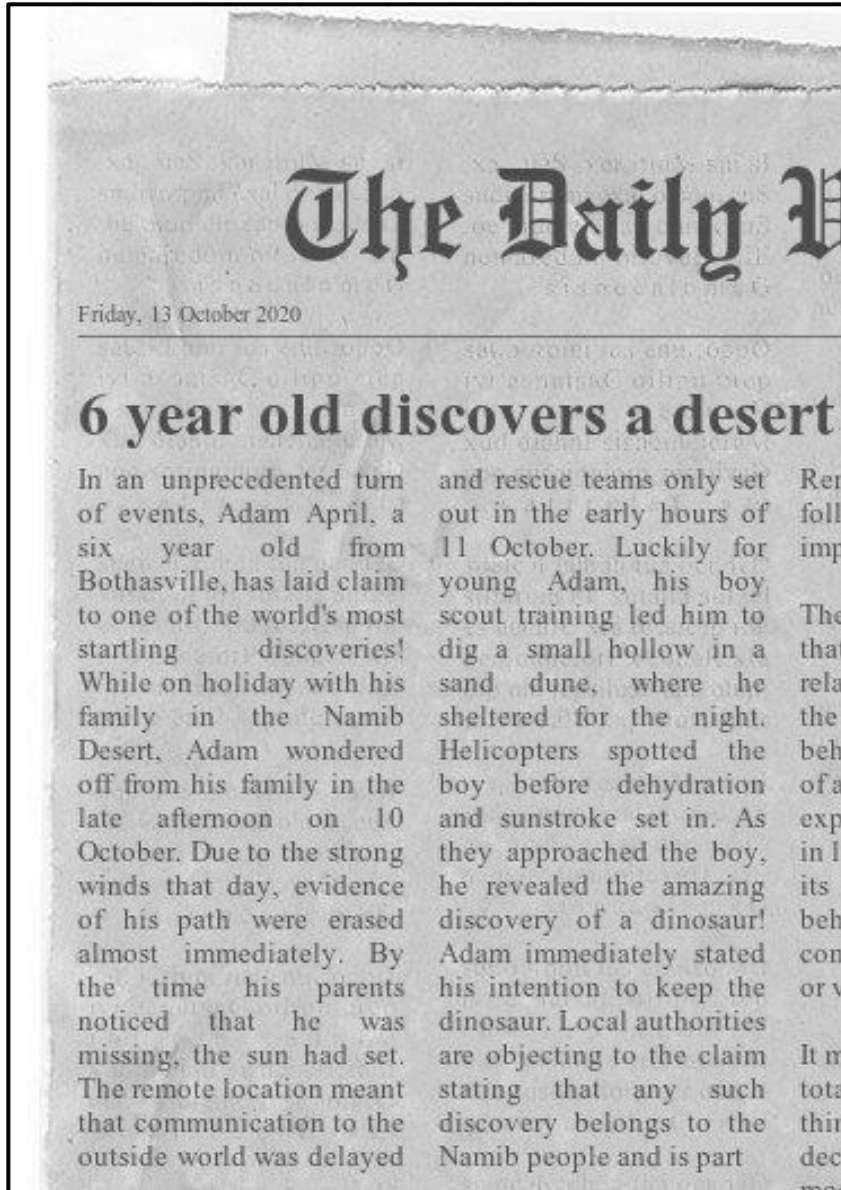 The Daily
Friday, 13 October 2020
6 year old discovers a desert
In an unprecedented turn
of events, Adam April, a
six year old from
Bothasville, has laid claim
to one of the world's most
startling discoveries!
While on holiday with his
family in the Namib
Desert, Adam wondered
off from his family in the
late afternoon on 10
October. Due to the strong
winds that day, evidence
of his path were erased
almost immediately. By
the time his parents
noticed that he was
missing, the sun had set.
The remote location meant
that communication to the
outside world was delayed
and rescue teams only set
out in the early hours of
11 October. Luckily for
young Adam, his boy
scout training led him to
dig a small hollow in a
sand dune, where he
sheltered for the night.
Helicopters spotted the
boy before dehydration
and sunstroke set in. As
they approached the boy,
he revealed the amazing
discovery of a dinosaur!
Adam immediately stated
his intention to keep the
dinosaur. Local authorities
are objecting to the claim
stating that any such
discovery belongs to the
Namib people and is part
The
the
of a
its
or
It